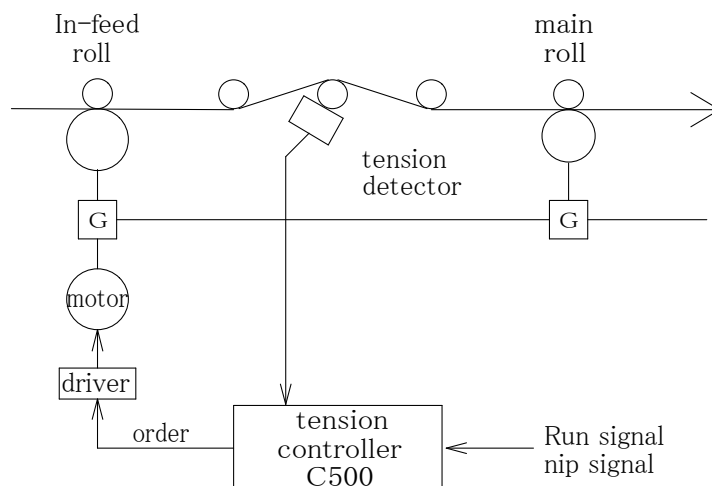 In-feed
roll
main
roll
tension
detector
G
G
motor
driver
order
tension
controller
C500
Run signal
nip signal